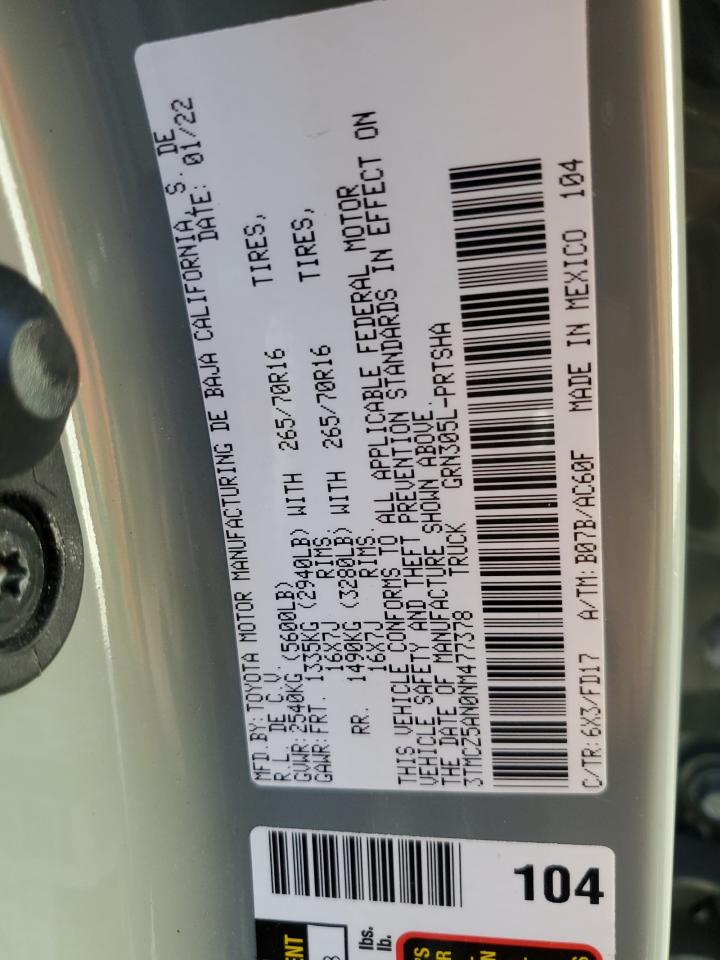 MFD. BY: TOYOTA MOTOR MANUFACTURING DE BAJA CALIFORNIA, S. DE
R. L. DE C.V. DATE: 01/22
GVWR: 2540KG (5600LB)
GAWR: FRT. 1335KG (2940LB) WITH 265/70R16 TIRES,
16X7J RIMS.
RR. 1490KG (3280LB) WITH 265/70R16 TIRES,
16X7J RIMS.
THIS VEHICLE CONFORMS TO ALL APPLICABLE FEDERAL MOTOR
VEHICLE SAFETY AND THEFT PREVENTION STANDARDS IN EFFECT ON
THE DATE OF MANUFACTURE SHOWN ABOVE.
3TMCZ5AN0NM477378 TRUCK GRN305L-PRTSHA
C/TR: 6X3/FD17 A/TM: B07B/AC60F MADE IN MEXICO 104
104
lbs.
lb.